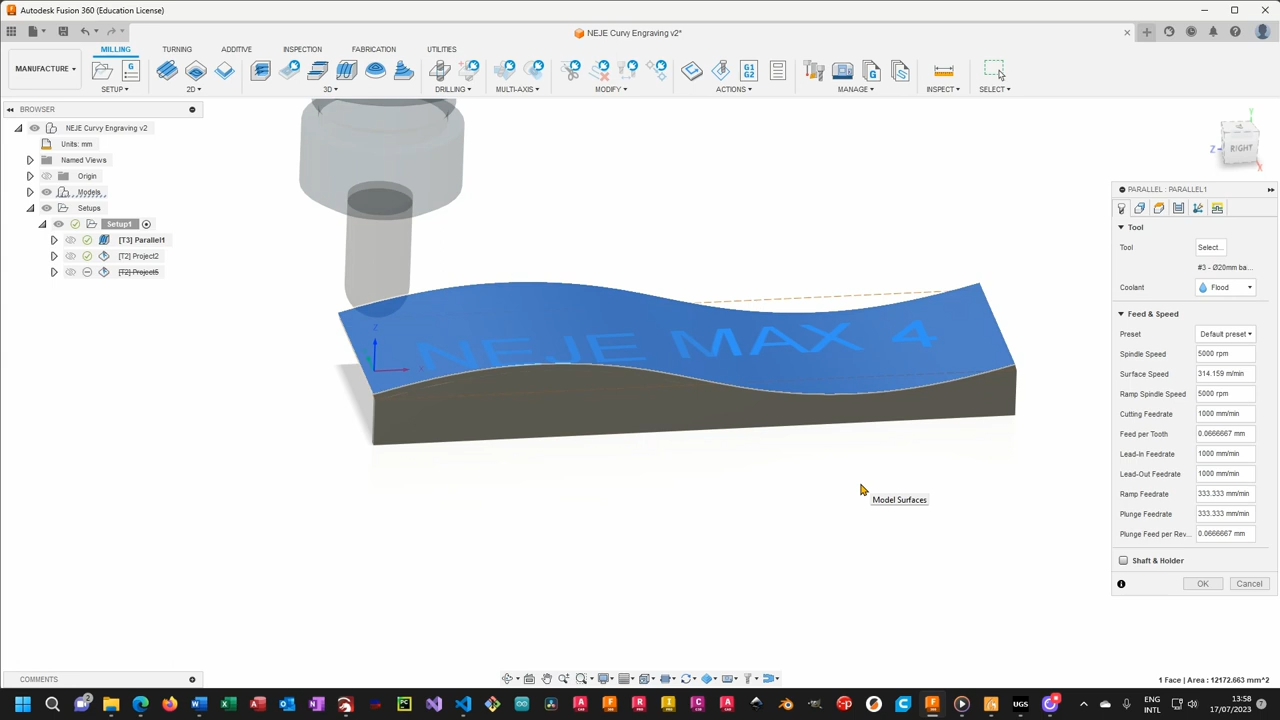 Autodesk Fusion 360 (Education License)
NEJE Curvy Engraving v2*
MILLING TURNING ADDITIVE INSPECTION FABRICATION UTILITIES
MANUFACTURE
G1
G2
SETUP 2D 3D DRILLING MULTI-AXIS MODIFY ACTIONS MANAGE INSPECT SELECT
BROWSER
NEJE Curvy Engraving v2
Units: mm
Named Views
Origin
Models
Setups
Setup1
[T3] Parallel1
[T2] Project2
[T2] Project5
NEJE MAX 4
Z
X
Y
Z
RIGHT
X
Model Surfaces
PARALLEL : PARALLEL1
Tool
Tool Select...
#3 - Ø20mm ba...
Coolant Flood
Feed & Speed
Preset Default preset
Spindle Speed 5000 rpm
Surface Speed 314.159 m/min
Ramp Spindle Speed 5000 rpm
Cutting Feedrate 1000 mm/min
Feed per Tooth 0.0666667 mm
Lead-In Feedrate 1000 mm/min
Lead-Out Feedrate 1000 mm/min
Ramp Feedrate 333.333 mm/min
Plunge Feedrate 333.333 mm/min
Plunge Feed per Rev... 0.0666667 mm
Shaft & Holder
OK Cancel
COMMENTS
1 Face | Area : 12172.663 mm^2
UGS
ENG
INTL
13:58
17/07/2023